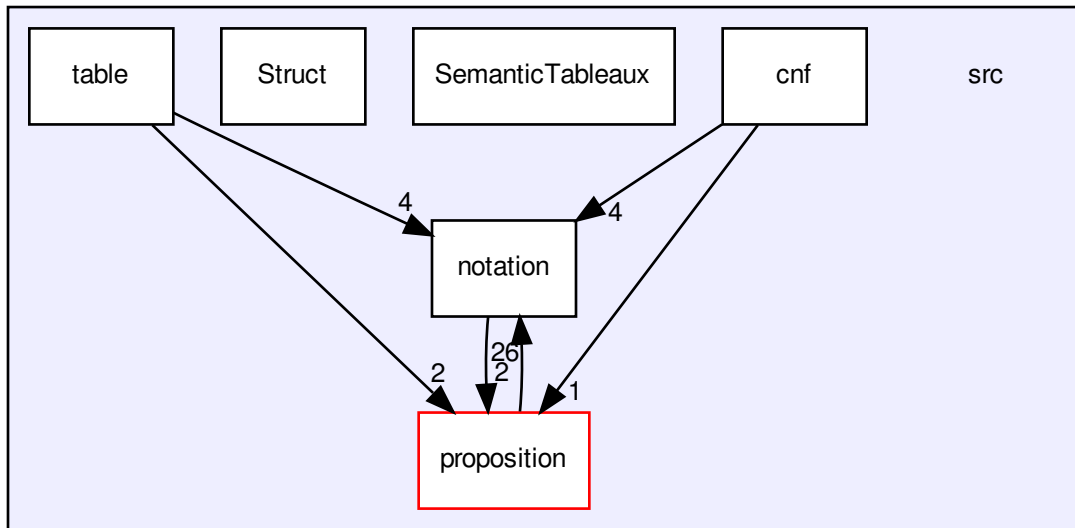 table
Struct
SemanticTableaux
cnf
src
4
4
notation
26
2
2
1
proposition